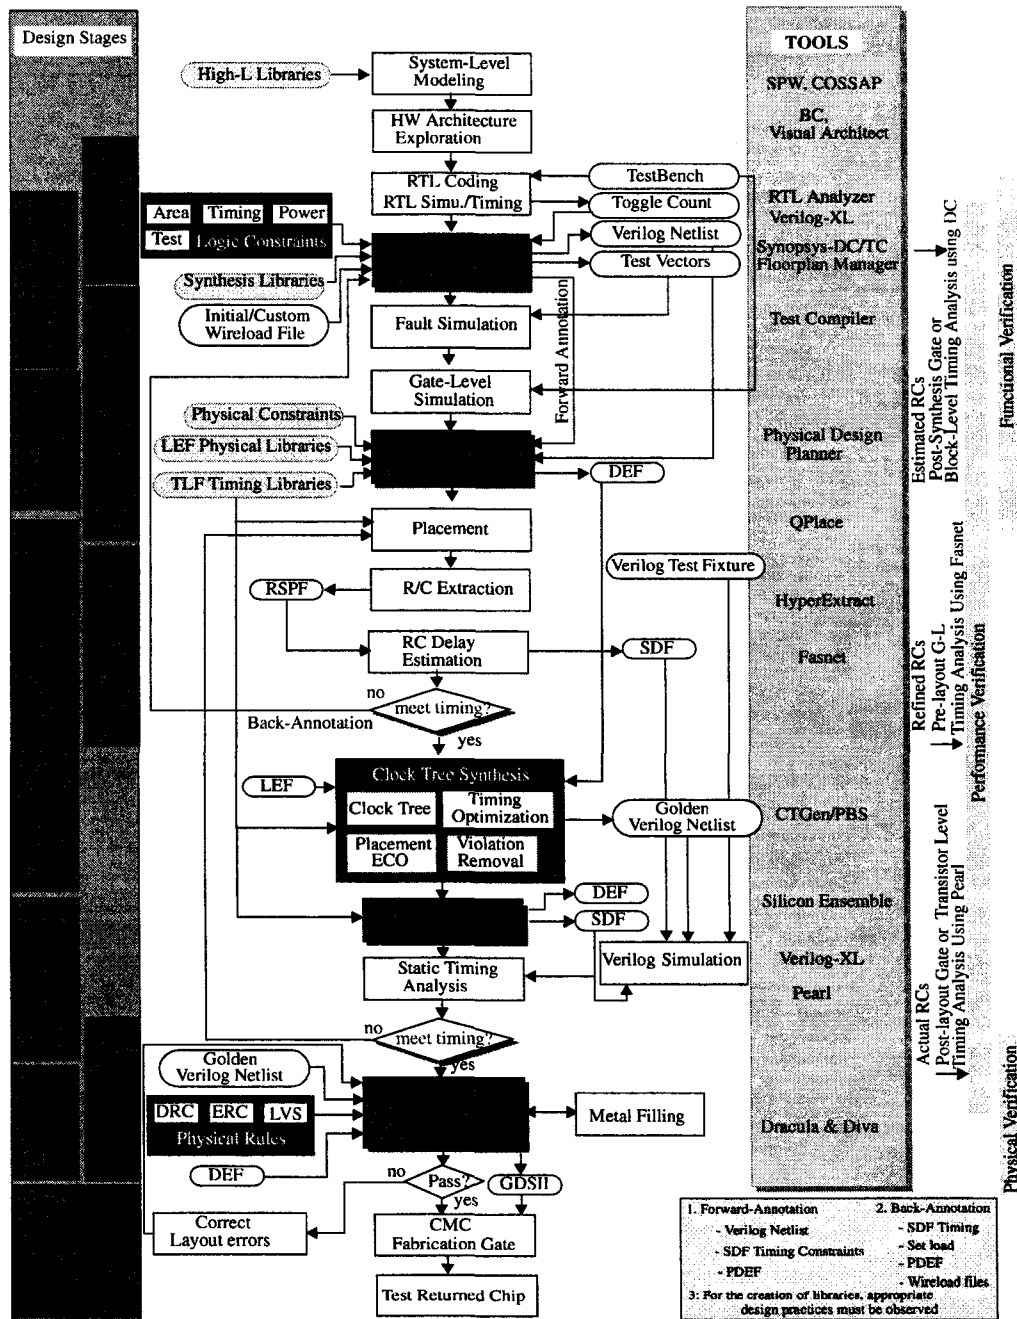 Design Stages
TOOLS
High-L Libraries
System-Level
Modeling
SPW, COSSAP
HW Architecture
Exploration
BC,
Visual Architect
RTL Coding
RTL Simu./Timing
TestBench
Toggle Count
RTL Analyzer
Verilog-XL
Area
Timing
Power
Test
Logic Constraints
Verilog Netlist
Test Vectors
Synopsys-DC/TC
Floorplan Manager
Synthesis Libraries
Initial/Custom
Wireload File
Fault Simulation
Forward Annotation
Test Compiler
Gate-Level
Simulation
Physical Constraints
LEF Physical Libraries
TLF Timing Libraries
DEF
Physical Design
Planner
Estimated RCs
Post-Synthesis Gate or
Block-Level Timing Analysis using DC
Functional Verification
Placement
QPlace
Verilog Test Fixture
RSPF
R/C Extraction
HyperExtract
RC Delay
Estimation
SDF
Fasnet
Refined RCs
Pre-layout G-L
Timing Analysis Using Fasnet
Performance Verification
no
meet timing?
Back-Annotation
yes
Clock Tree Synthesis
LEF
Clock Tree
Timing
Optimization
Placement
ECO
Violation
Removal
Golden
Verilog Netlist
CTGen/PBS
DEF
SDF
Silicon Ensemble
Static Timing
Analysis
Verilog Simulation
Verilog-XL
Pearl
Actual RCs
Post-layout Gate or Transistor Level
Timing Analysis Using Pearl
no
meet timing?
yes
Golden
Verilog Netlist
DRC
ERC
LVS
Physical Rules
Metal Filling
Dracula & Diva
Physical Verification
DEF
no
Pass?
yes
GDSII
Correct
Layout errors
CMC
Fabrication Gate
Test Returned Chip
1. Forward-Annotation
- Verilog Netlist
- SDF Timing Constraints
- PDEF
2. Back-Annotation
- SDF Timing
- Set load
- PDEF
- Wireload files
3: For the creation of libraries, appropriate
design practices must be observed